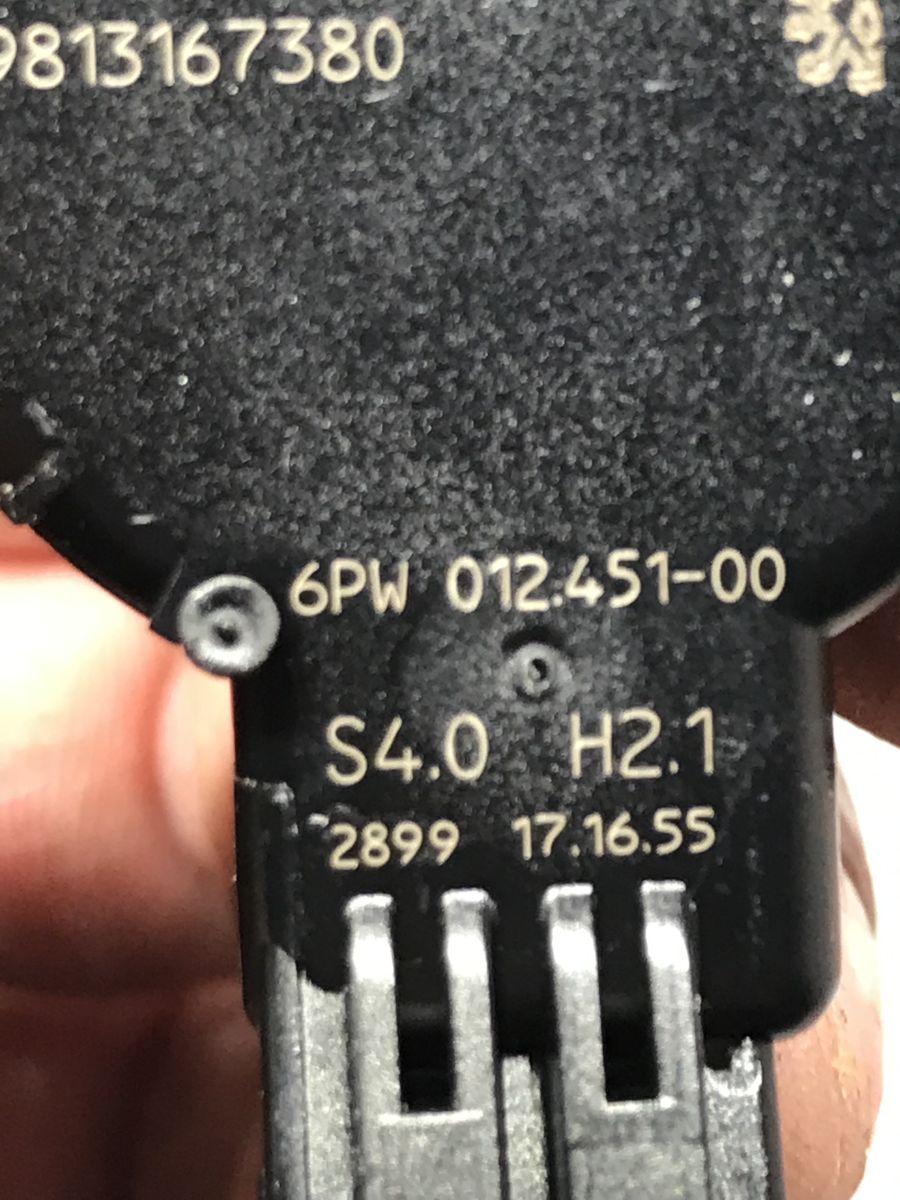 9813167380
6PW 012.451-00
S4.0 H2.1
2899 17.16.55